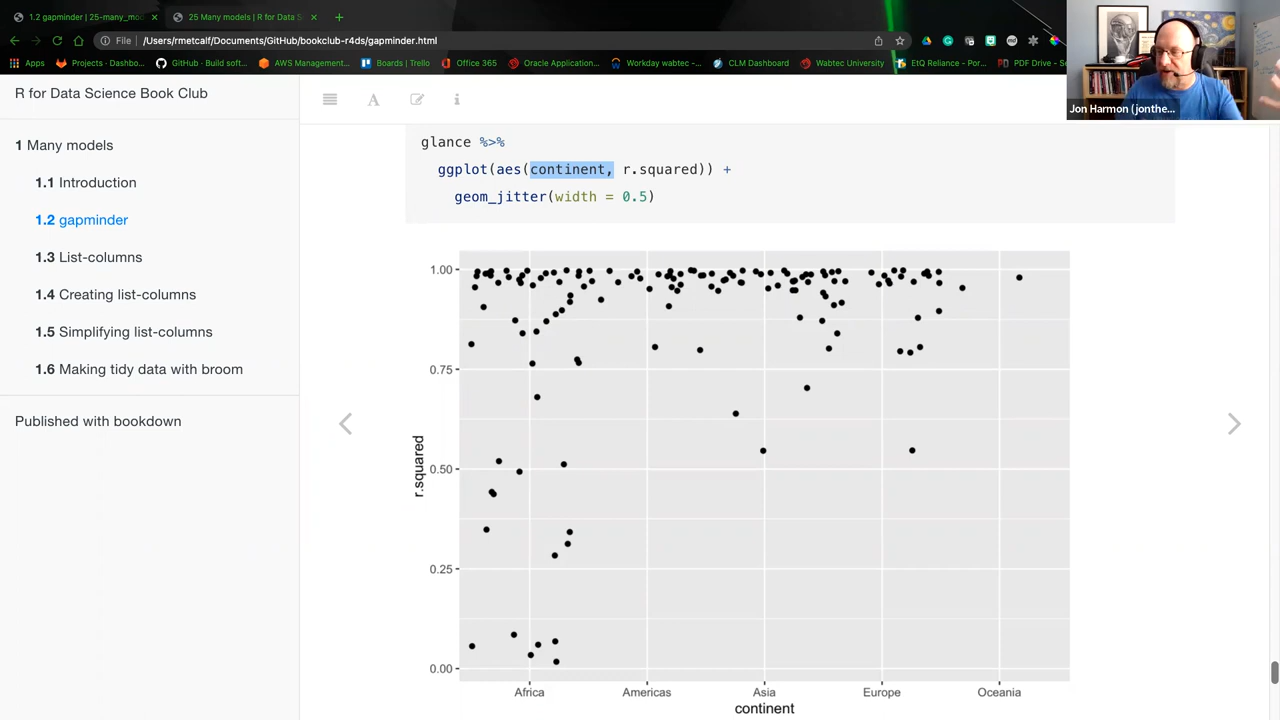 1.2 gapminder | 25-many_mo
25 Many models | R for Data S
File
/Users/rmetcalf/Documents/GitHub/bookclub-r4ds/gapminder.html
Apps
Projects · Dashbo...
GitHub · Build soft...
AWS Management...
Boards | Trello
Office 365
Oracle Applications...
Workday wabtec -...
CLM Dashboard
Wabtec University
EtQ Reliance - Por...
PDF Drive - Se
Jon Harmon (jonthe...
R for Data Science Book Club
1 Many models
1.1 Introduction
1.2 gapminder
1.3 List-columns
1.4 Creating list-columns
1.5 Simplifying list-columns
1.6 Making tidy data with broom
Published with bookdown
glance %>%
ggplot(aes(continent, r.squared)) +
geom_jitter(width = 0.5)
1.00
0.75
0.50
0.25
0.00
r.squared
Africa
Americas
Asia
Europe
Oceania
continent